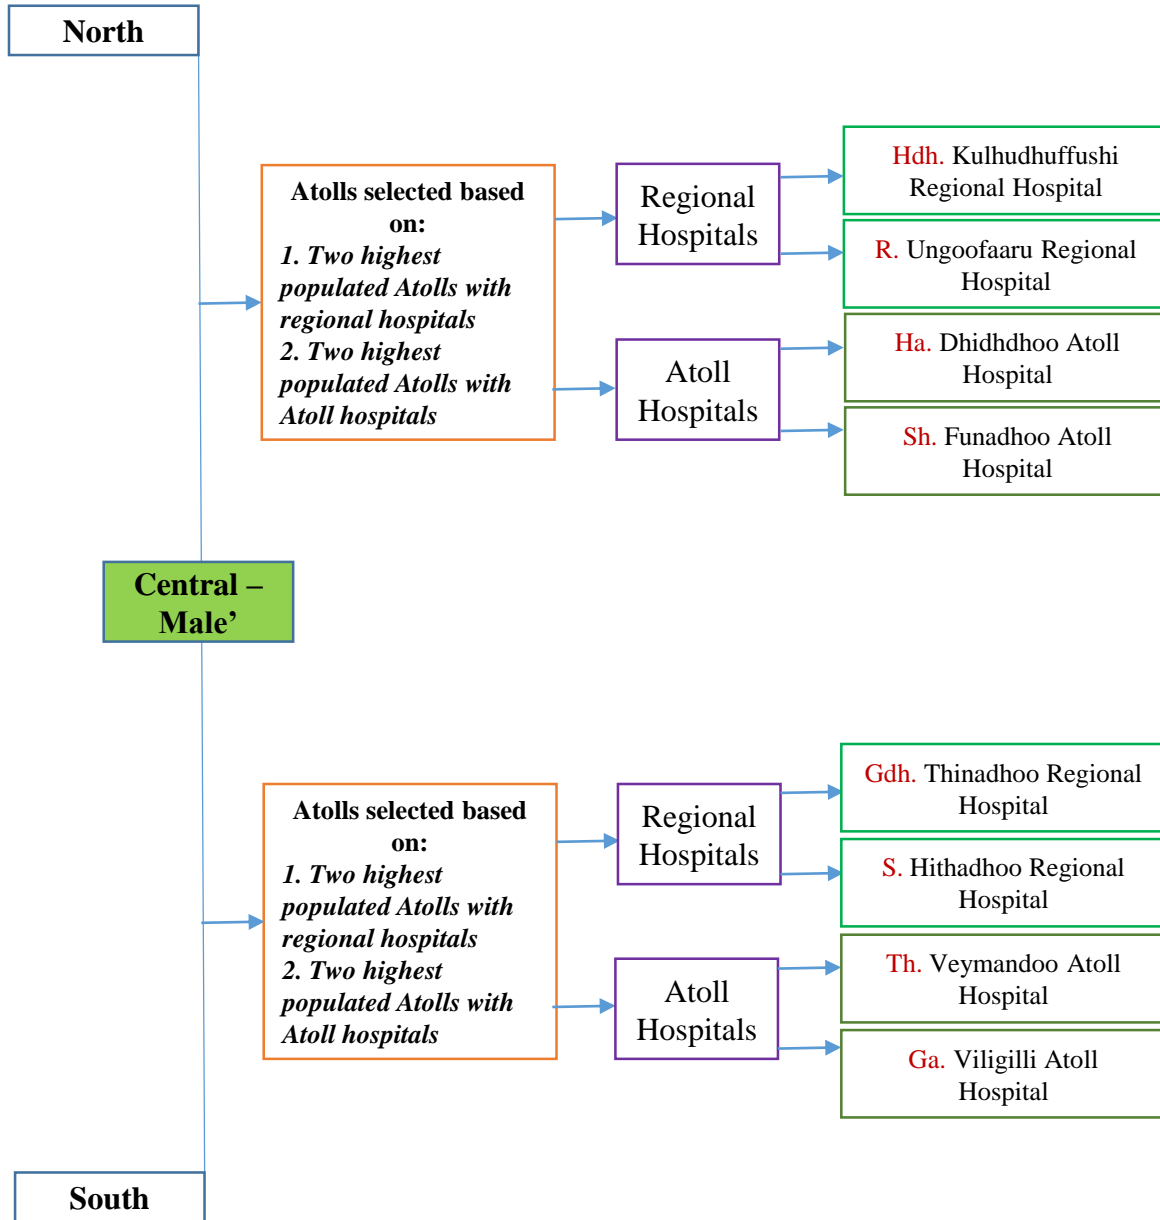 North
Atolls selected based
on:
1. Two highest
populated Atolls with
regional hospitals
2. Two highest
populated Atolls with
Atoll hospitals
Regional
Hospitals
Atoll
Hospitals
Hdh. Kulhudhuffushi
Regional Hospital
R. Ungoofaaru Regional
Hospital
Ha. Dhidhdhoo Atoll
Hospital
Sh. Funadhoo Atoll
Hospital
Central –
Male’
Atolls selected based
on:
1. Two highest
populated Atolls with
regional hospitals
2. Two highest
populated Atolls with
Atoll hospitals
Regional
Hospitals
Atoll
Hospitals
Gdh. Thinadhoo Regional
Hospital
S. Hithadhoo Regional
Hospital
Th. Veymandoo Atoll
Hospital
Ga. Viligilli Atoll
Hospital
South